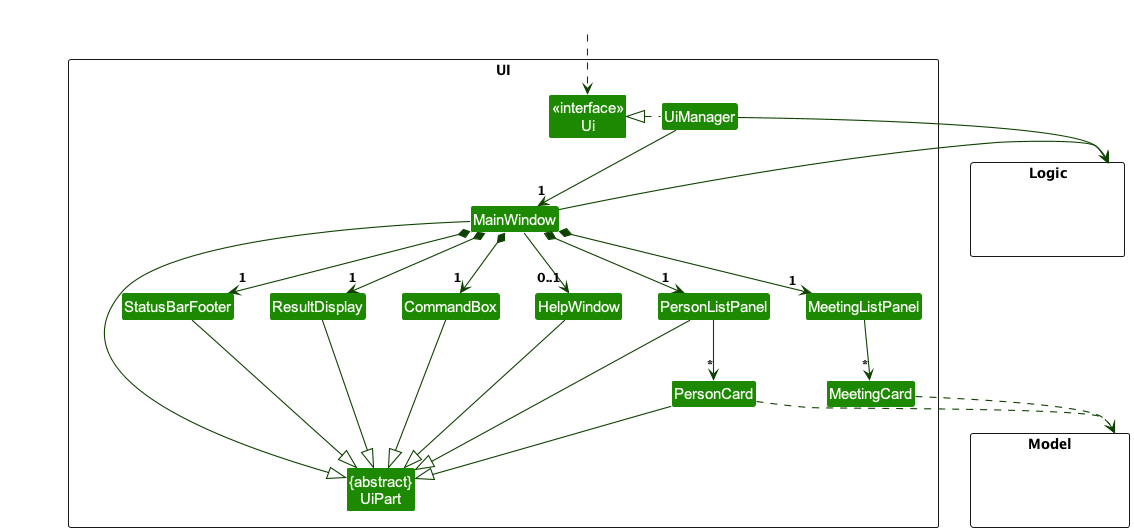 UI
«interface»
Ui
UiManager
Logic
1
MainWindow
1
1
1
0..1
1
1
StatusBarFooter
ResultDisplay
CommandBox
HelpWindow
PersonListPanel
MeetingListPanel
*
*
PersonCard
MeetingCard
Model
{abstract}
UiPart